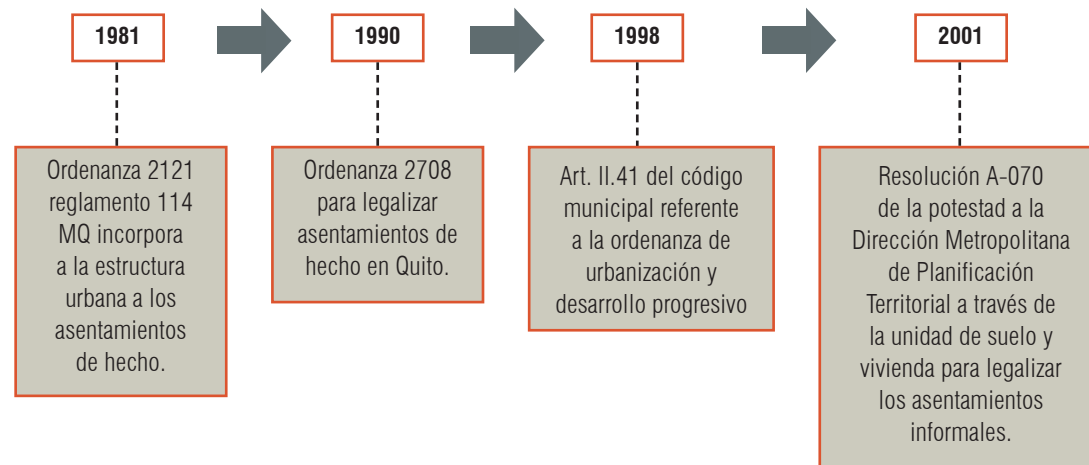 1981
1990
1998
2001
Ordenanza 2121
reglamento 114
MQ incorpora
a la estructura
urbana a los
asentamientos
de hecho.
Ordenanza 2708
para legalizar
asentamientos de
hecho en Quito.
Art. II.41 del código
municipal referente
a la ordenanza de
urbanización y
desarrollo progresivo
Resolución A-070
de la potestad a la
Dirección Metropolitana
de Planificación
Territorial a través de
la unidad de suelo y
vivienda para legalizar
los asentamientos
informales.